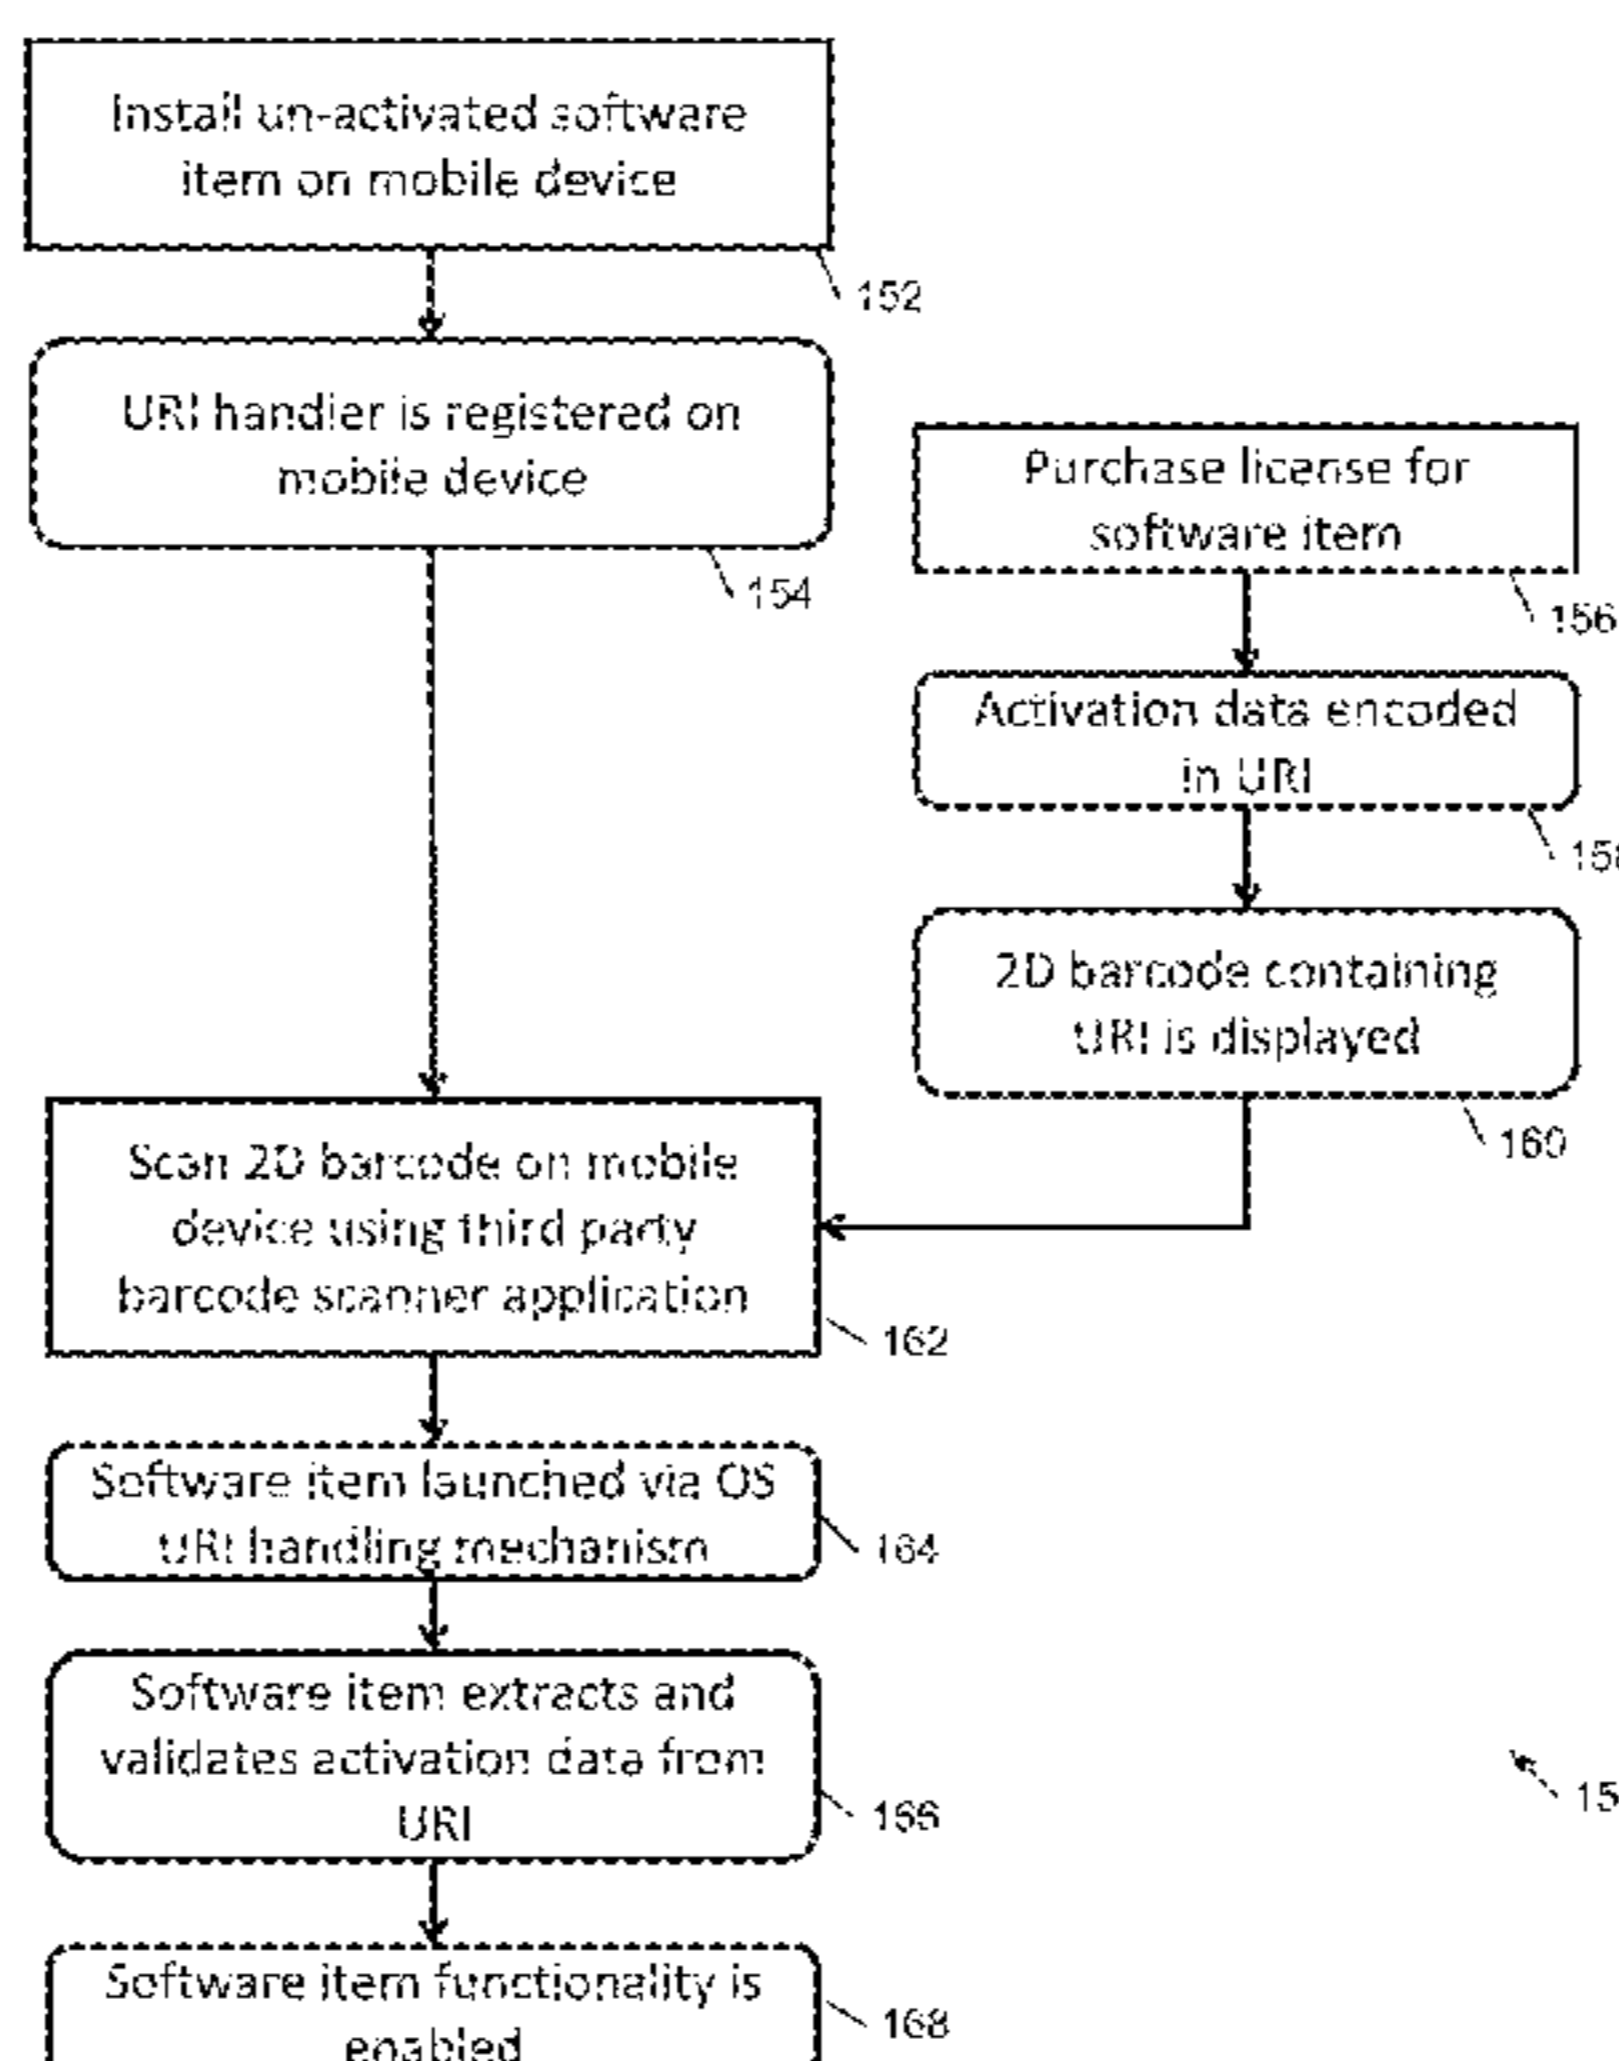 Install un-activated software
item on mobile device
152
URI handler is registered on
mobile device
154
Purchase license for
software item
156
Activation data encoded
in URI
2D barcode containing
URI is displayed
160
Scan 2D barcode on mobile
device using third party
barcode scanner application
162
Software item launched via OS
URI handling mechanism
164
Software item extracts and
validates activation data from
URI
166
15
Software item functionality is
enabled
168